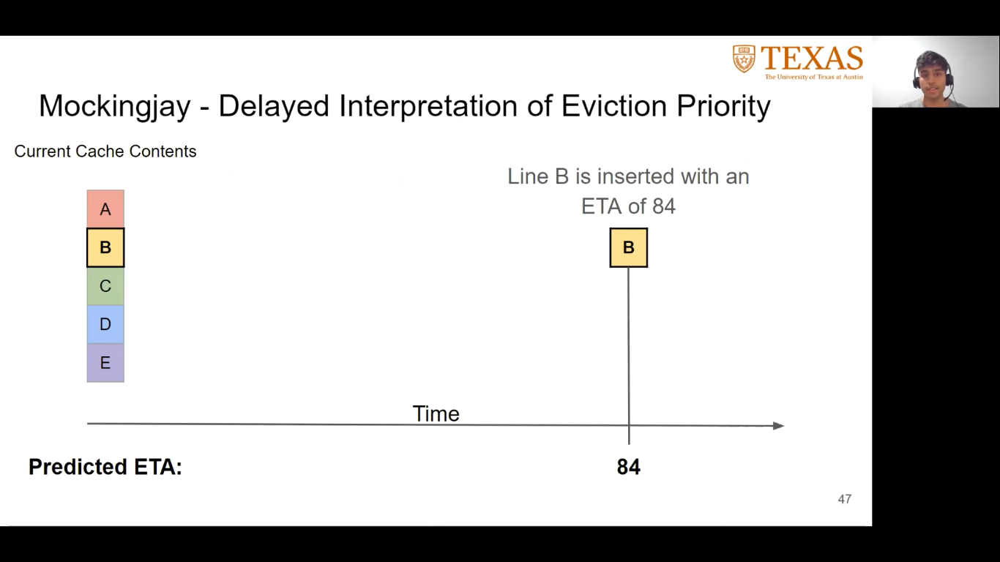 TEXAS
The University of Texas at Austin
Mockingjay - Delayed Interpretation of Eviction Priority
Current Cache Contents
Line B is inserted with an
ETA of 84
A
B
B
C
D
E
Time
Predicted ETA:
84
47